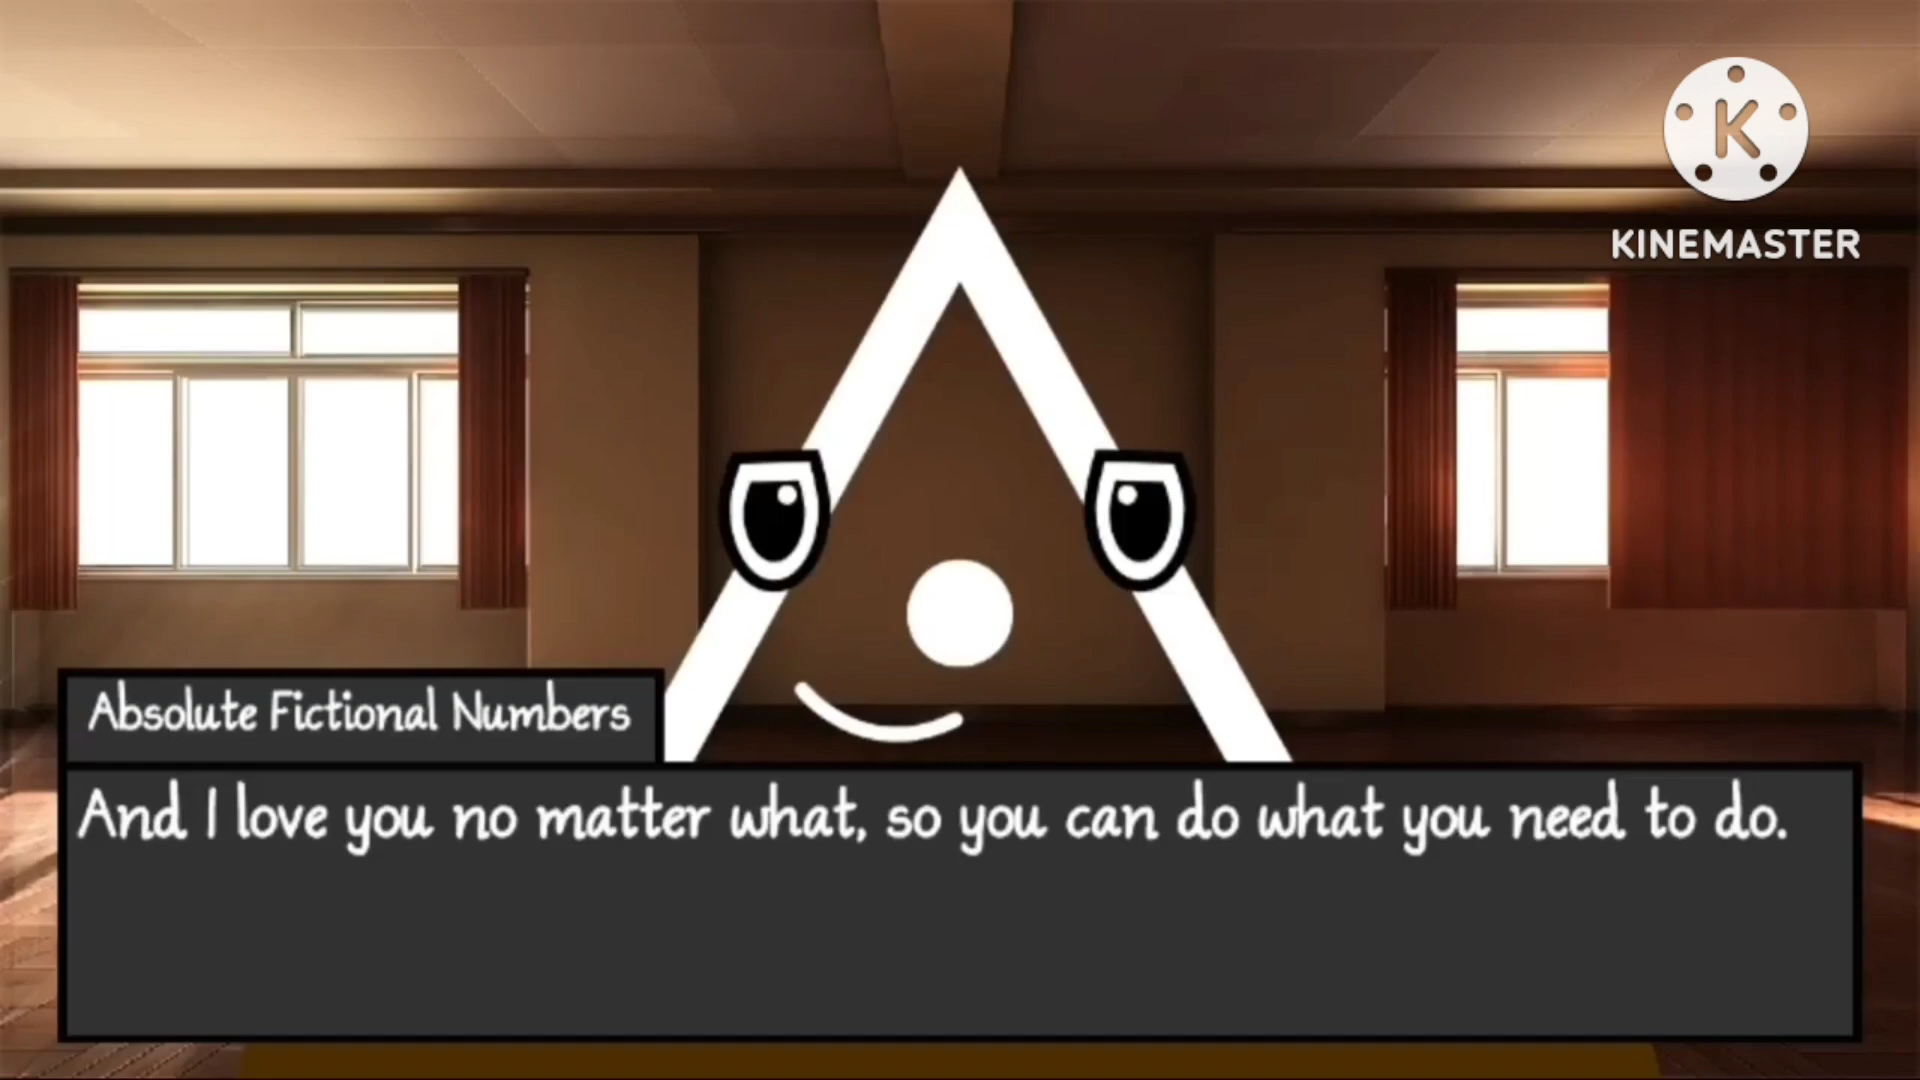 K
KINEMASTER
Absolute Fictional Numbers
And I love you no matter what, so you can do what you need to do.